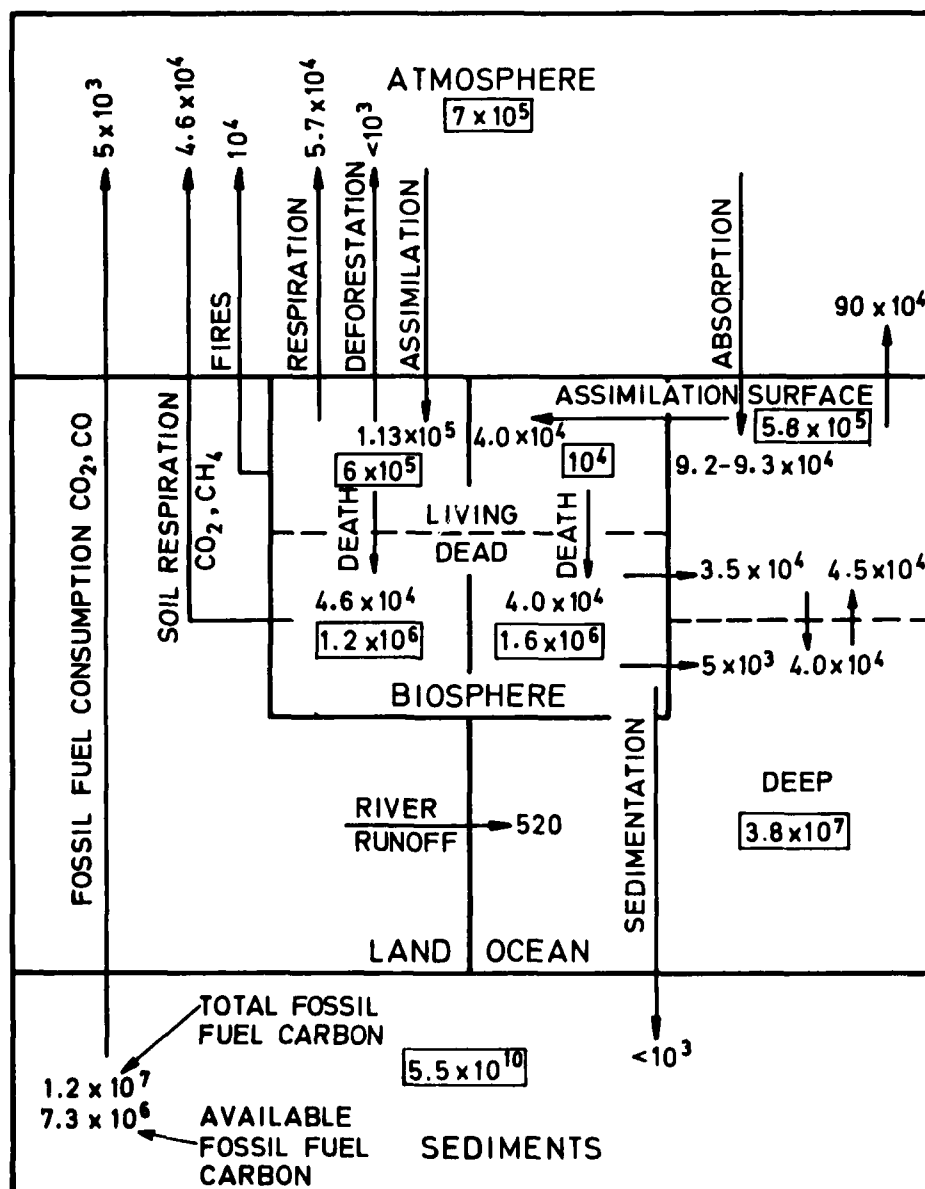 ATMOSPHERE
7 x 10⁵
5 x 10³
4.6 x 10⁴
10⁴
5.7 x 10⁴
<10³
FOSSIL FUEL CONSUMPTION CO₂, CO
SOIL RESPIRATION
CO₂, CH₄
FIRES
RESPIRATION
DEFORESTATION
ASSIMILATION
ABSORPTION
90 x 10⁴
ASSIMILATION SURFACE
5.8 x 10⁵
1.13x10⁵
4.0 x 10⁴
6 x 10⁵
10⁴
9.2-9.3 x 10⁴
DEATH
LIVING
DEAD
DEATH
3.5 x 10⁴
4.5 x 10⁴
4.6 x 10⁴
4.0 x 10⁴
1.2 x 10⁶
1.6 x 10⁶
5 x 10³
4.0 x 10⁴
BIOSPHERE
SEDIMENTATION
DEEP
3.8 x 10⁷
RIVER
RUNOFF
520
LAND
OCEAN
TOTAL FOSSIL
FUEL CARBON
<10³
5.5 x 10¹⁰
1.2 x 10⁷
7.3 x 10⁶
AVAILABLE
FOSSIL FUEL
CARBON
SEDIMENTS